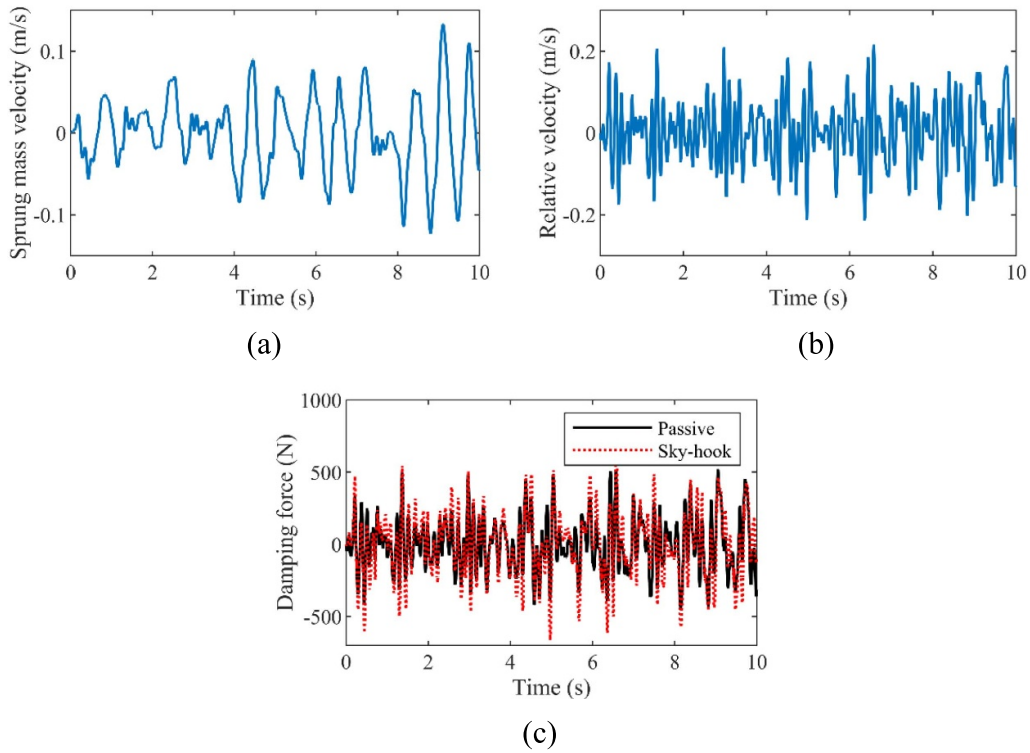 Sprung mass velocity (m/s)
0.1
0
-0.1
0 2 4 6 8 10
Time (s)
(a)
Relative velocity (m/s)
0.2
0
-0.2
0 2 4 6 8 10
Time (s)
(b)
Damping force (N)
1000
500
0
-500
Passive
Sky-hook
0 2 4 6 8 10
Time (s)
(c)